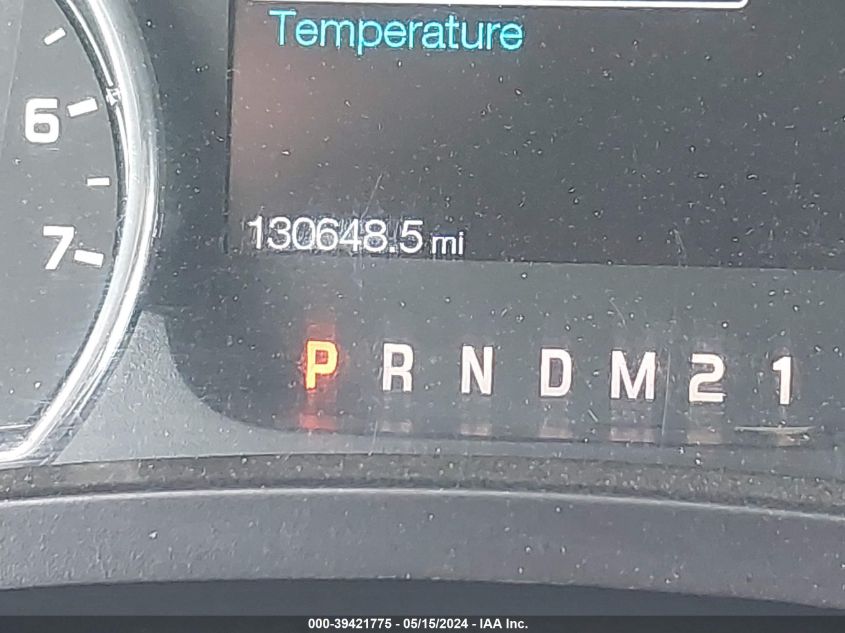 Temperature
6
7
130648.5 mi
P R N D M 2 1
000-39421775 - 05/15/2024 - IAA Inc.